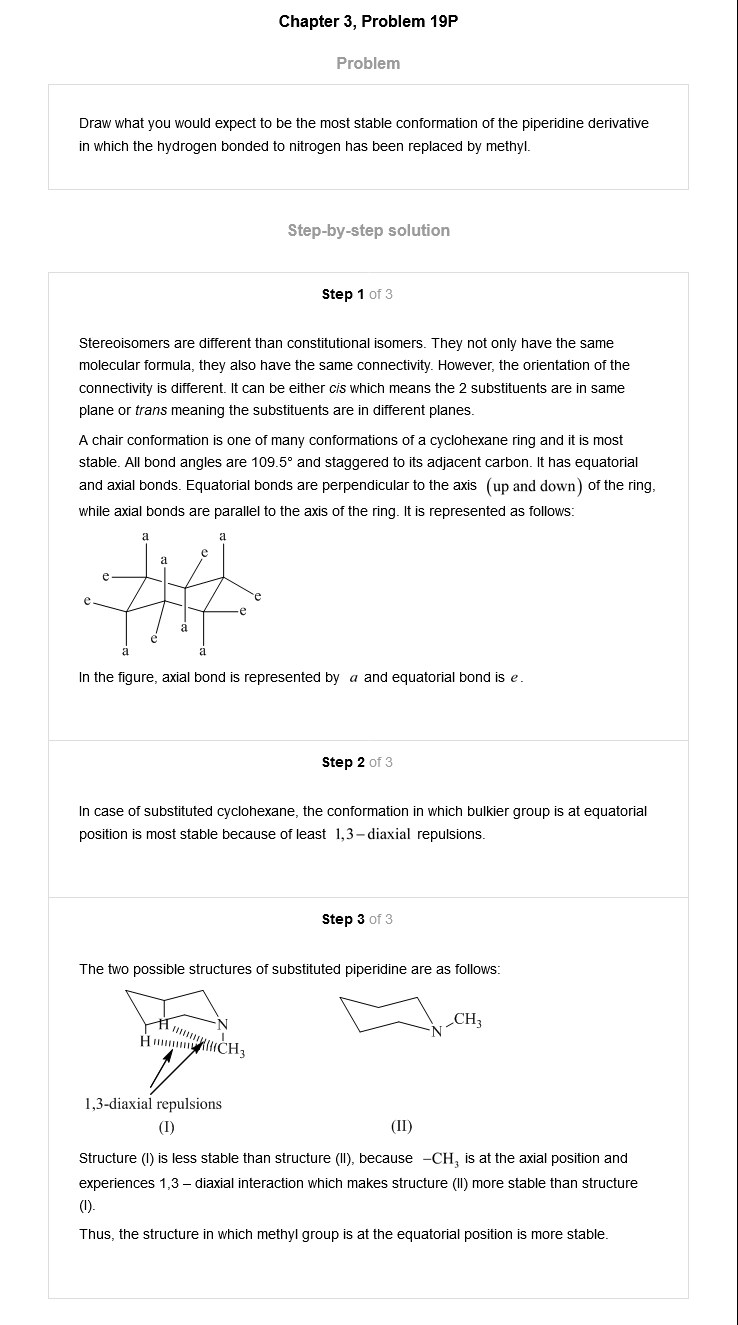 Chapter 3, Problem 19P
Problem
Draw what you would expect to be the most stable conformation of the piperidine derivative
in which the hydrogen bonded to nitrogen has been replaced by methyl.
Step-by-step solution
Step 1 of 3
Stereoisomers are different than constitutional isomers. They not only have the same
molecular formula, they also have the same connectivity. However, the orientation of the
connectivity is different. It can be either cis which means the 2 substituents are in same
plane or trans meaning the substituents are in different planes.
A chair conformation is one of many conformations of a cyclohexane ring and it is most
stable. All bond angles are 109.5° and staggered to its adjacent carbon. It has equatorial
and axial bonds. Equatorial bonds are perpendicular to the axis (up and down) of the ring,
while axial bonds are parallel to the axis of the ring. It is represented as follows:
a a
a e
e
e e
e
e a
a a
In the figure, axial bond is represented by a and equatorial bond is e.
Step 2 of 3
In case of substituted cyclohexane, the conformation in which bulkier group is at equatorial
position is most stable because of least 1,3–diaxial repulsions.
Step 3 of 3
The two possible structures of substituted piperidine are as follows:
H N
H CH3
N CH3
1,3-diaxial repulsions
(I) (II)
Structure (I) is less stable than structure (II), because –CH3 is at the axial position and
experiences 1,3 – diaxial interaction which makes structure (II) more stable than structure
(I).
Thus, the structure in which methyl group is at the equatorial position is more stable.